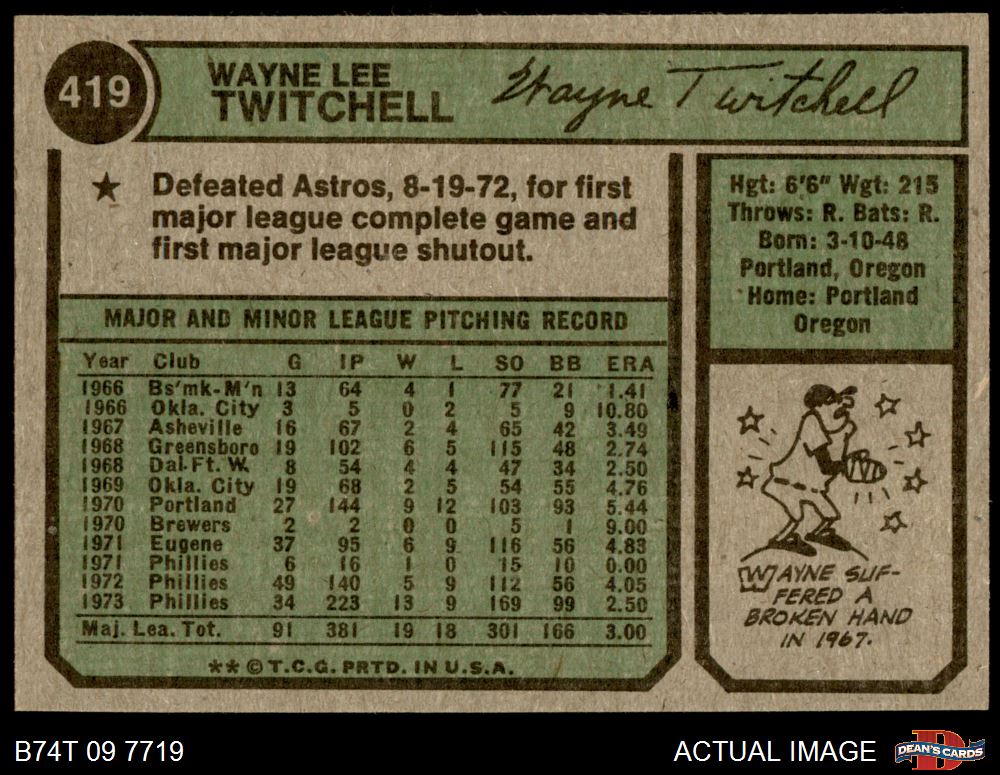 419
WAYNE LEE
TWITCHELL
Wayne Twitchell
★ Defeated Astros, 8-19-72, for first
major league complete game and
first major league shutout.
Hgt: 6'6" Wgt: 215
Throws: R. Bats: R.
Born: 3-10-48
Portland, Oregon
Home: Portland
Oregon
MAJOR AND MINOR LEAGUE PITCHING RECORD
Year Club G IP W L SO BB ERA
1966 Bs'mk-M'n 13 64 4 1 77 21 1.41
1966 Okla. City 3 5 0 2 5 9 10.80
1967 Asheville 16 67 2 4 65 42 3.49
1968 Greensboro 19 102 6 5 115 48 2.74
1968 Dal-Ft. W. 8 54 4 4 47 34 2.50
1969 Okla. City 19 68 2 5 54 55 4.76
1970 Portland 27 144 9 12 103 93 5.44
1970 Brewers 2 2 0 0 5 1 9.00
1971 Eugene 37 95 6 9 116 56 4.83
1971 Phillies 6 16 1 0 15 10 0.00
1972 Phillies 49 140 5 9 112 56 4.05
1973 Phillies 34 223 13 9 169 99 2.50
Maj. Lea. Tot. 91 381 19 18 301 166 3.00
** © T.C.G. PRTD. IN U.S.A.
WAYNE SUF-
FERED A
BROKEN HAND
IN 1967.
B74T 09 7719
ACTUAL IMAGE
D
DEAN'S CARDS